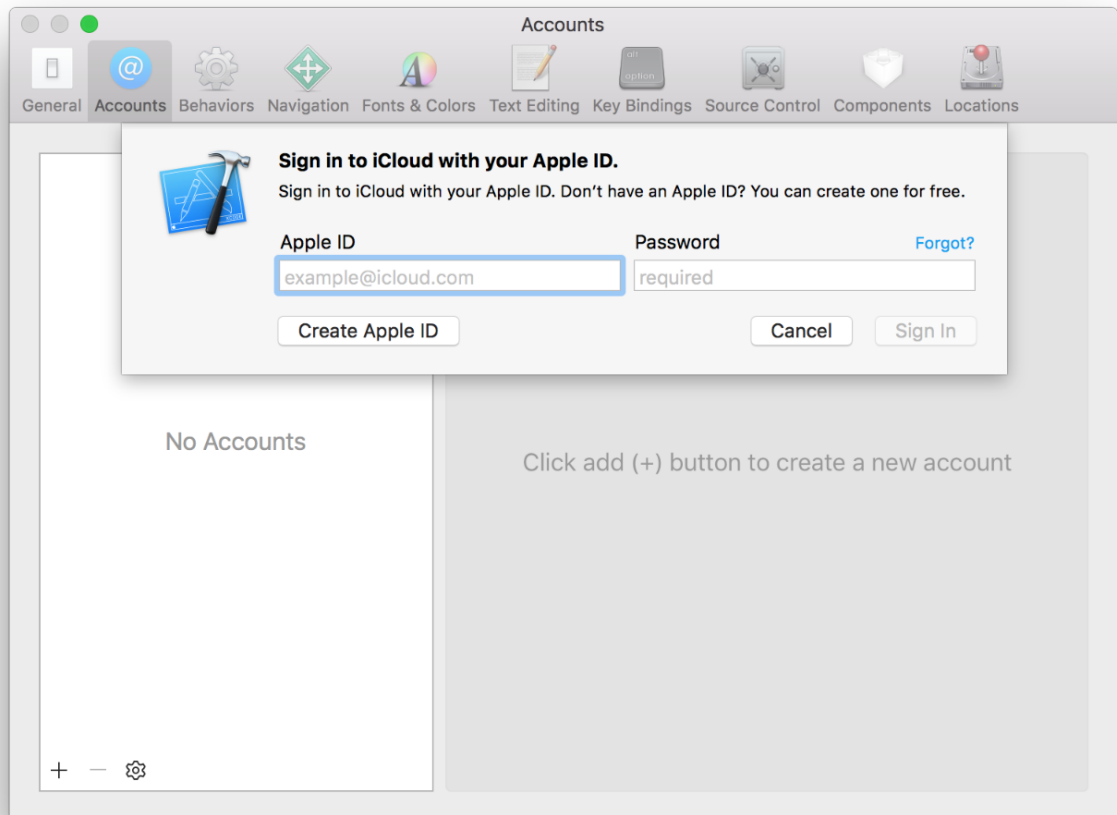 Accounts
General Accounts Behaviors Navigation Fonts & Colors Text Editing Key Bindings Source Control Components Locations
alt
option
Sign in to iCloud with your Apple ID.
Sign in to iCloud with your Apple ID. Don't have an Apple ID? You can create one for free.
Apple ID Password Forgot?
example@icloud.com required
Create Apple ID Cancel Sign In
No Accounts
Click add (+) button to create a new account